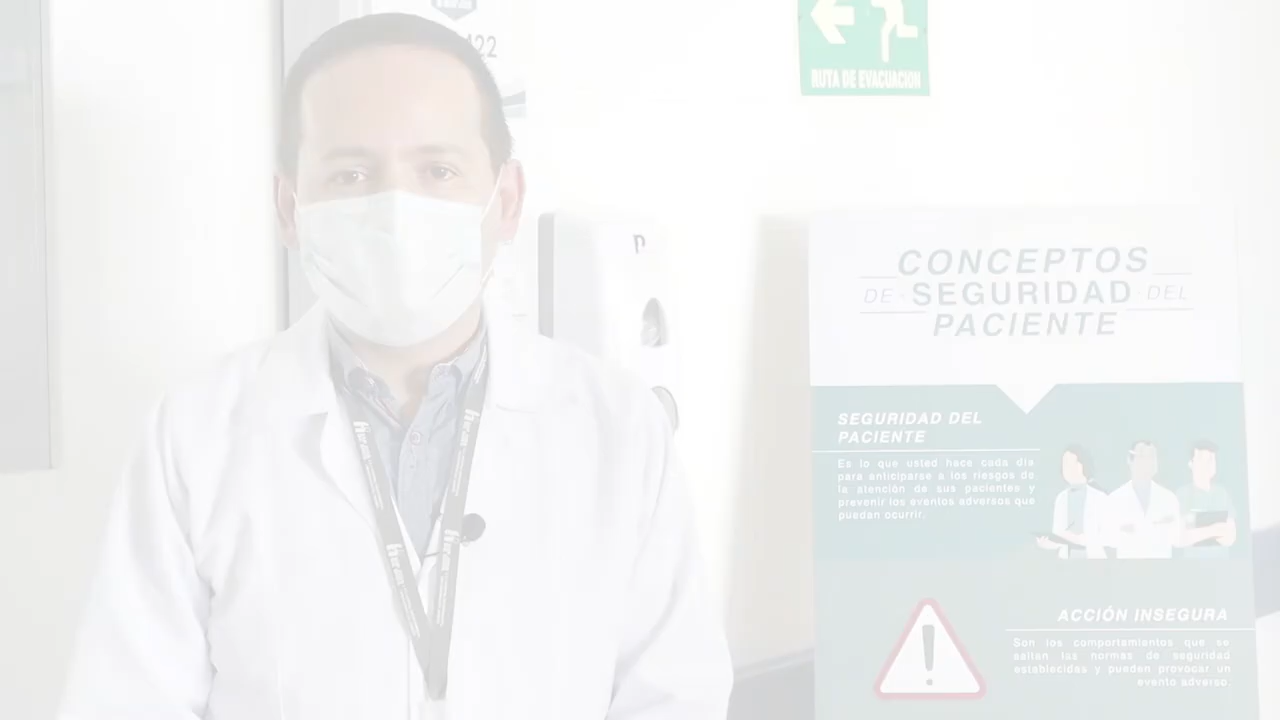 22
RUTA DE EVACUACION
CONCEPTOS
DE SEGURIDAD DEL
PACIENTE
SEGURIDAD DEL
PACIENTE
Es lo que usted hace cada día
para anticiparse a los riesgos de
la atención de sus pacientes y
prevenir los eventos adversos que
puedan ocurrir.
ACCIÓN INSEGURA
Son los comportamientos que se
saltan las normas de seguridad
establecidas y pueden provocar un
evento adverso.